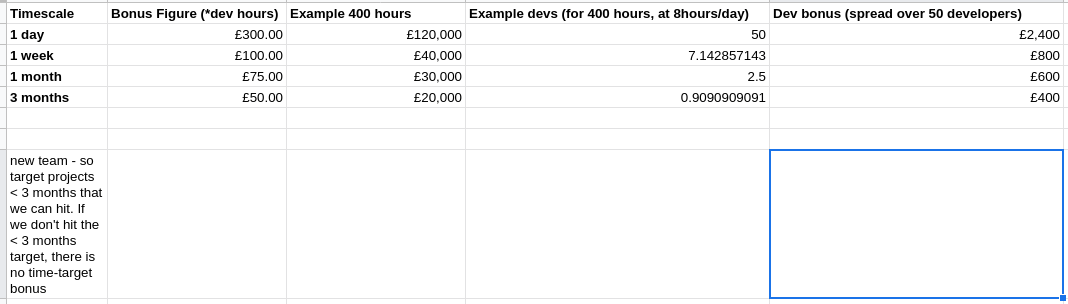 Timescale Bonus Figure (*dev hours) Example 400 hours Example devs (for 400 hours, at 8hours/day) Dev bonus (spread over 50 developers)
1 day £300.00 £120,000 50 £2,400
1 week £100.00 £40,000 7.142857143 £800
1 month £75.00 £30,000 2.5 £600
3 months £50.00 £20,000 0.9090909091 £400
new team - so
target projects
< 3 months that
we can hit. If
we don't hit the
< 3 months
target, there is
no time-target
bonus